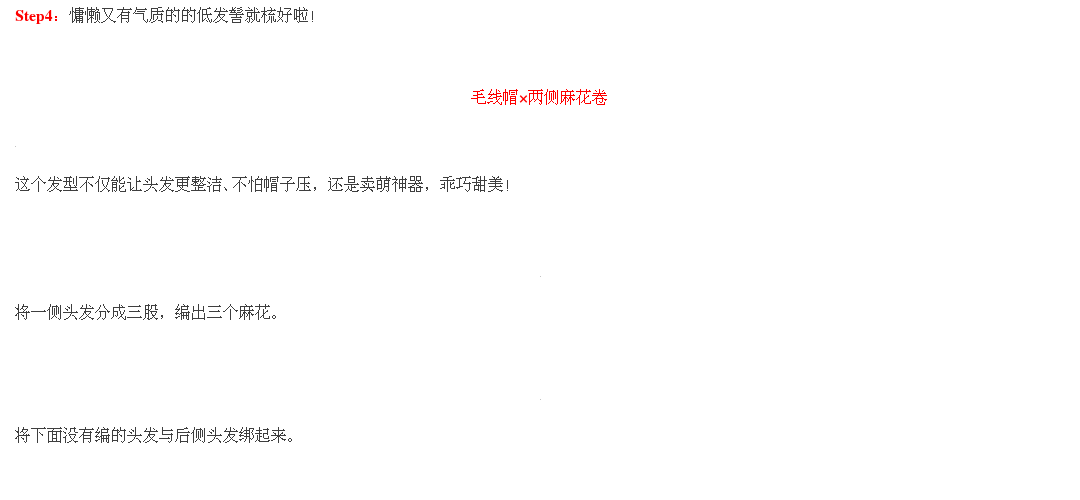 Step4：慵懒又有气质的的低发髻就梳好啦!
毛线帽×两侧麻花卷
这个发型不仅能让头发更整洁、不怕帽子压，还是卖萌神器，乖巧甜美!
将一侧头发分成三股，编出三个麻花。
将下面没有编的头发与后侧头发绑起来。